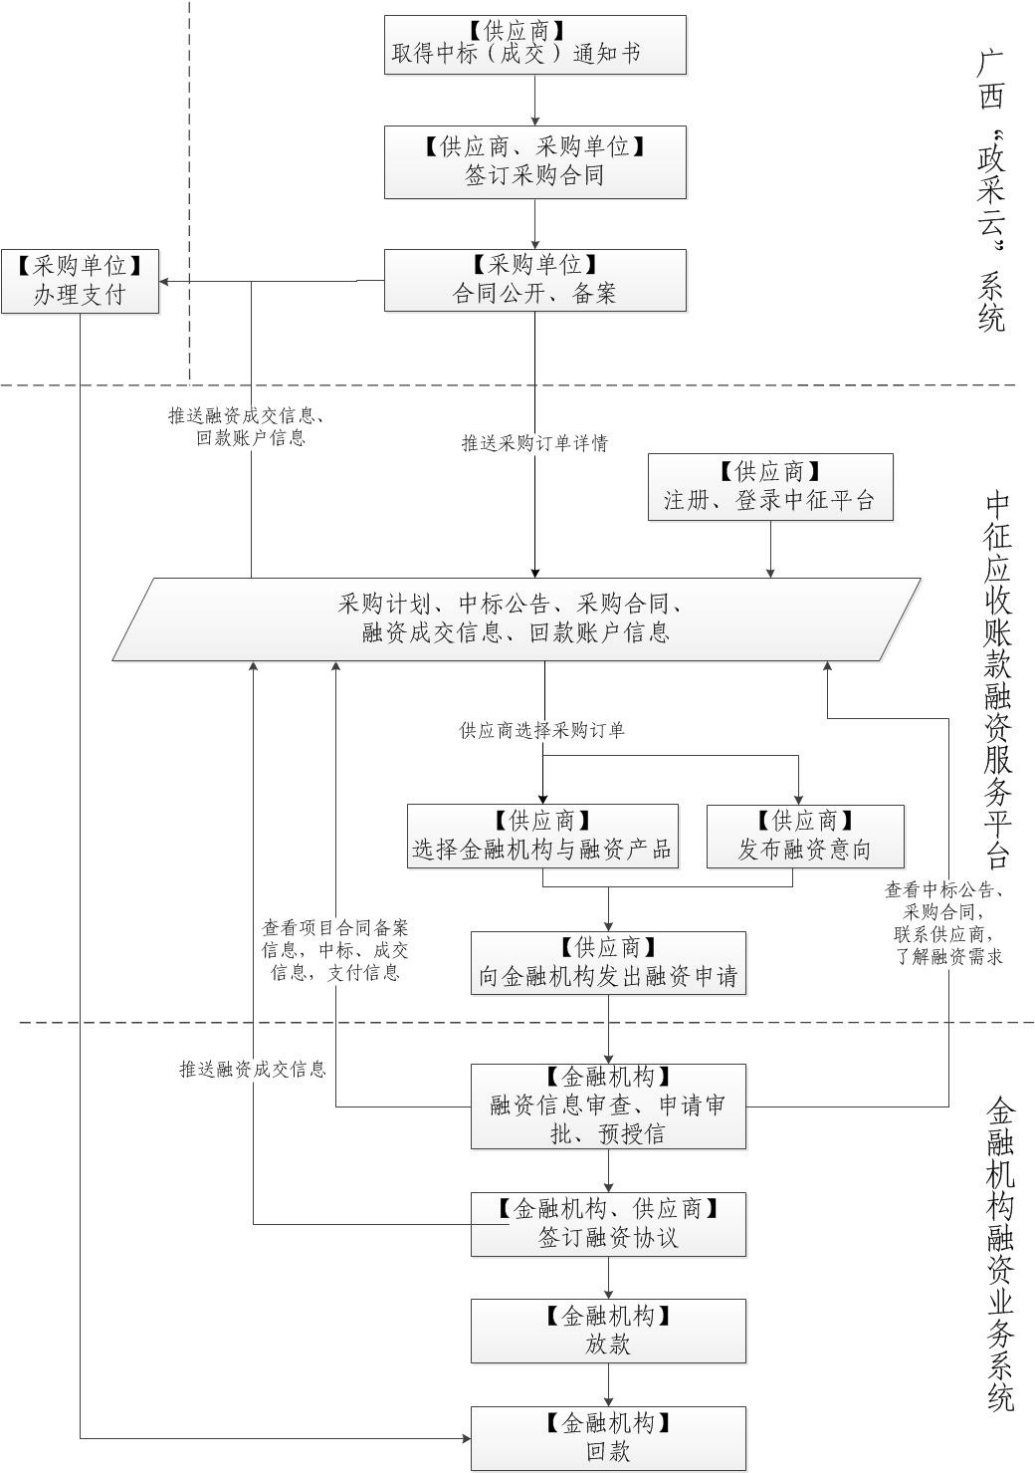 【供应商】
取得中标（成交）通知书
【供应商、采购单位】
签订采购合同
【采购单位】
办理支付
【采购单位】
合同公开、备案
广西“政采云”系统
推送融资成交信息、
回款账户信息
推送采购订单详情
【供应商】
注册、登录中征平台
采购计划、中标公告、采购合同、
融资成交信息、回款账户信息
中征应收账款融资服务平台
供应商选择采购订单
【供应商】
选择金融机构与融资产品
【供应商】
发布融资意向
查看中标公告、
采购合同，
联系供应商，
了解融资需求
查看项目合同备案
信息，中标、成交
信息，支付信息
【供应商】
向金融机构发出融资申请
推送融资成交信息
【金融机构】
融资信息审查、申请审
批、预授信
金融机构融资业务系统
【金融机构、供应商】
签订融资协议
【金融机构】
放款
【金融机构】
回款